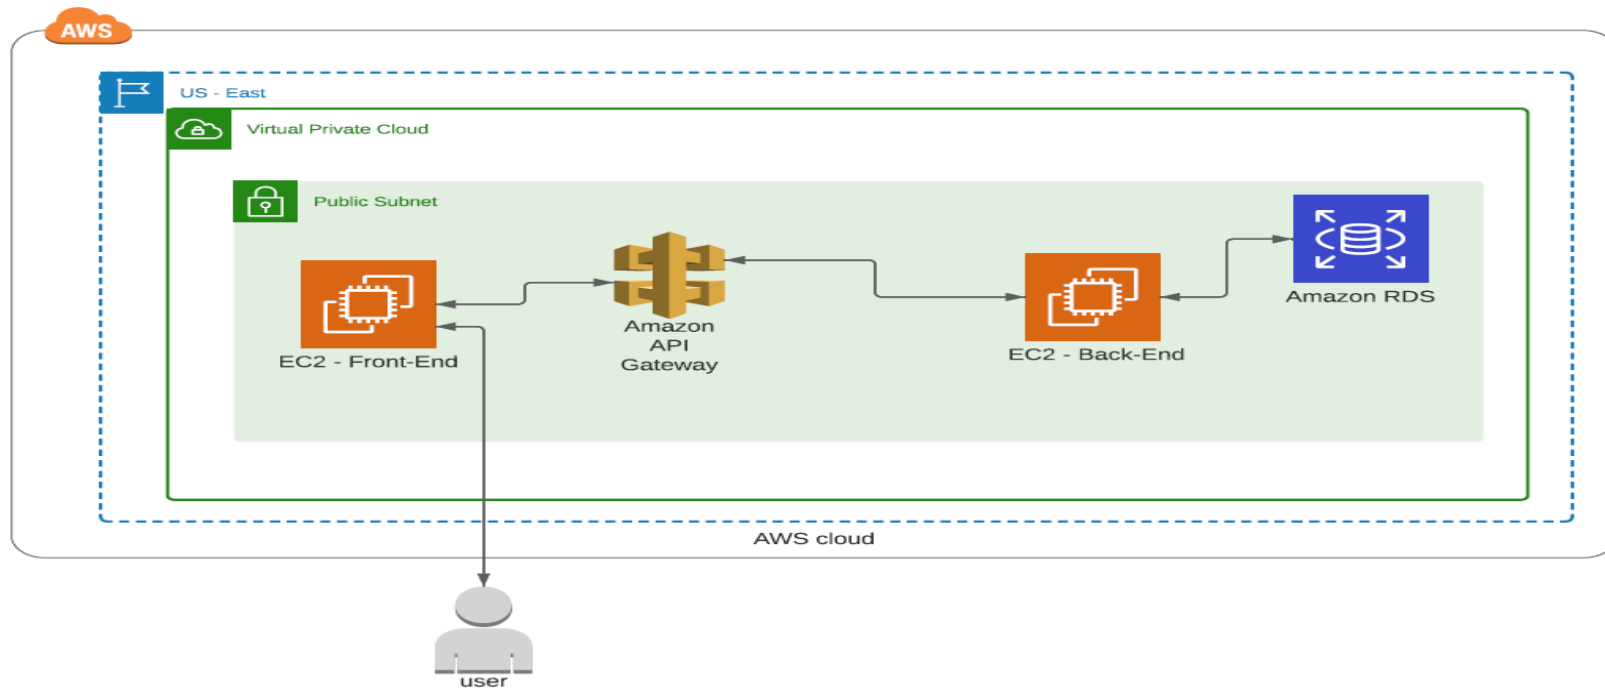 AWS
US - East
Virtual Private Cloud
Public Subnet
EC2 - Front-End
Amazon
API
Gateway
EC2 - Back-End
Amazon RDS
AWS cloud
user